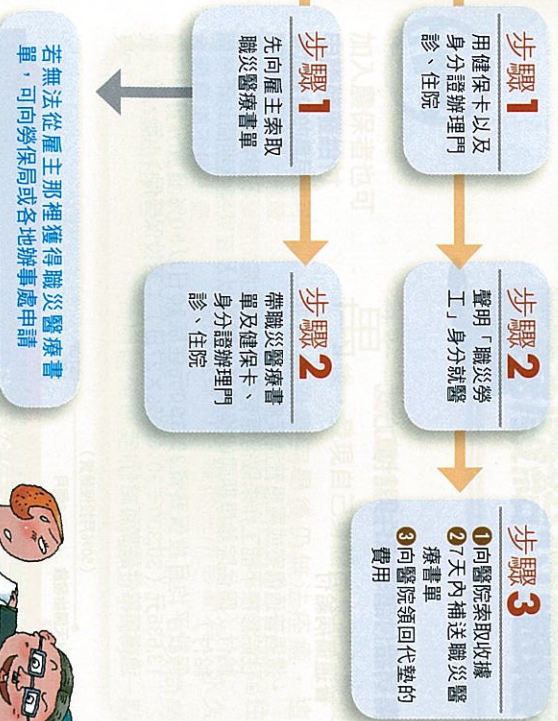 步驟1
用健保卡以及
身分證辦理門
診、住院
步驟2
聲明「職災勞
工」身分就醫
步驟3
❶向醫院索取收據
❷7天內補送職災醫
療書單
❸向醫院領回代墊的
費用
步驟1
先向雇主索取
職災醫療書單
步驟2
帶職災醫療書
單及健保卡、
身分證辦理門
診、住院
若無法從雇主那裡獲得職災醫療書
單，可向勞保局或各地辦事處申請